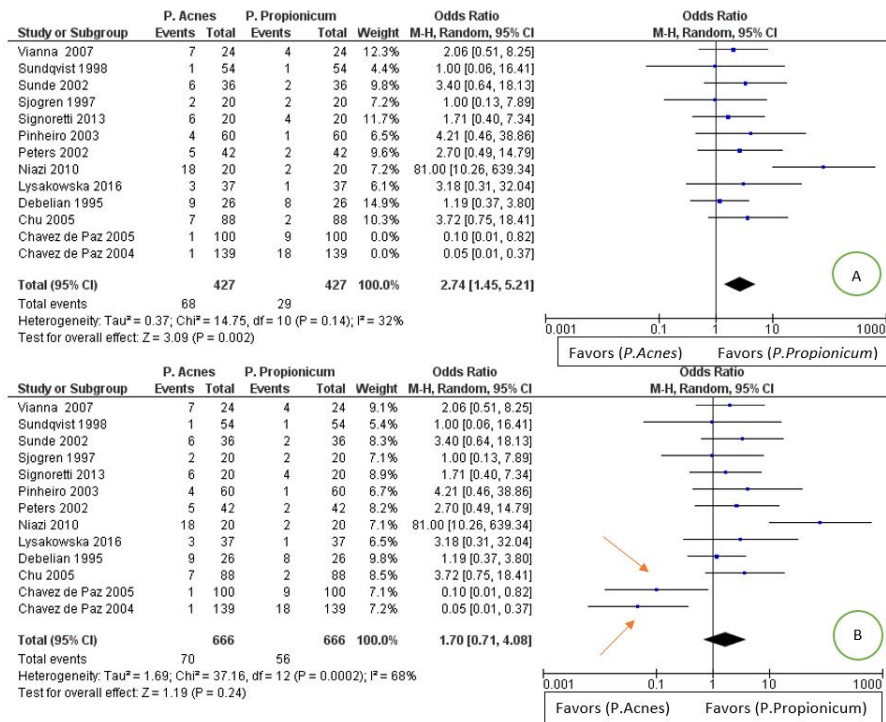 P. Acnes P. Propionicum Odds Ratio Odds Ratio
Study or Subgroup Events Total Events Total Weight M-H, Random, 95% CI M-H, Random, 95% CI
Vianna 2007 7 24 4 24 12.3% 2.06 [0.51, 8.25]
Sundqvist 1998 1 54 1 54 4.4% 1.00 [0.06, 16.41]
Sunde 2002 6 36 2 36 9.8% 3.40 [0.64, 18.13]
Sjogren 1997 2 20 2 20 7.2% 1.00 [0.13, 7.89]
Signoretti 2013 6 20 4 20 11.7% 1.71 [0.40, 7.34]
Pinheiro 2003 4 60 1 60 6.5% 4.21 [0.46, 38.86]
Peters 2002 5 42 2 42 9.6% 2.70 [0.49, 14.79]
Niazi 2010 18 20 2 20 7.2% 81.00 [10.26, 639.34]
Lysakowska 2016 3 37 1 37 6.1% 3.18 [0.31, 32.04]
Debelian 1995 9 26 8 26 14.9% 1.19 [0.37, 3.80]
Chu 2005 7 88 2 88 10.3% 3.72 [0.75, 18.41]
Chavez de Paz 2005 1 100 9 100 0.0% 0.10 [0.01, 0.82]
Chavez de Paz 2004 1 139 18 139 0.0% 0.05 [0.01, 0.37]
Total (95% CI) 427 427 100.0% 2.74 [1.45, 5.21]
A
Total events 68 29
Heterogeneity: Tau² = 0.37; Chi² = 14.75, df = 10 (P = 0.14); I² = 32%
Test for overall effect: Z = 3.09 (P = 0.002)
0.001 0.1 1 10 1000
Favors (P.Acnes) Favors (P.Propionicum)
P. Acnes P. Propionicum Odds Ratio Odds Ratio
Study or Subgroup Events Total Events Total Weight M-H, Random, 95% CI M-H, Random, 95% CI
Vianna 2007 7 24 4 24 9.1% 2.06 [0.51, 8.25]
Sundqvist 1998 1 54 1 54 5.4% 1.00 [0.06, 16.41]
Sunde 2002 6 36 2 36 8.3% 3.40 [0.64, 18.13]
Sjogren 1997 2 20 2 20 7.1% 1.00 [0.13, 7.89]
Signoretti 2013 6 20 4 20 8.9% 1.71 [0.40, 7.34]
Pinheiro 2003 4 60 1 60 6.7% 4.21 [0.46, 38.86]
Peters 2002 5 42 2 42 8.2% 2.70 [0.49, 14.79]
Niazi 2010 18 20 2 20 7.1% 81.00 [10.26, 639.34]
Lysakowska 2016 3 37 1 37 6.5% 3.18 [0.31, 32.04]
Debelian 1995 9 26 8 26 9.8% 1.19 [0.37, 3.80]
Chu 2005 7 88 2 88 8.5% 3.72 [0.75, 18.41]
Chavez de Paz 2005 1 100 9 100 7.1% 0.10 [0.01, 0.82]
Chavez de Paz 2004 1 139 18 139 7.2% 0.05 [0.01, 0.37]
Total (95% CI) 666 666 100.0% 1.70 [0.71, 4.08]
B
Total events 70 56
Heterogeneity: Tau² = 1.69; Chi² = 37.16, df = 12 (P = 0.0002); I² = 68%
Test for overall effect: Z = 1.19 (P = 0.24)
0.001 0.1 1 10 1000
Favors (P.Acnes) Favors (P.Propionicum)